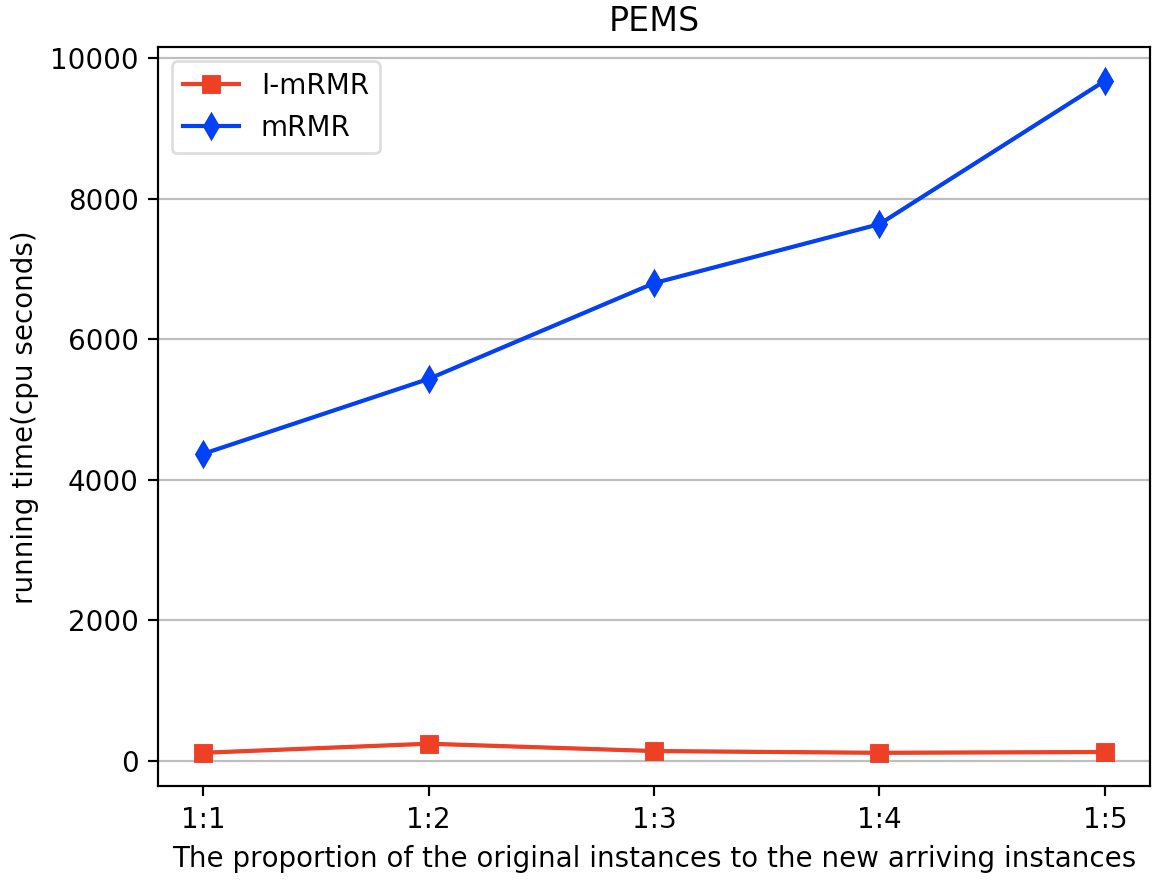 PEMS
10000
8000
6000
4000
2000
0
running time(cpu seconds)
I-mRMR
mRMR
1:1 1:2 1:3 1:4 1:5
The proportion of the original instances to the new arriving instances